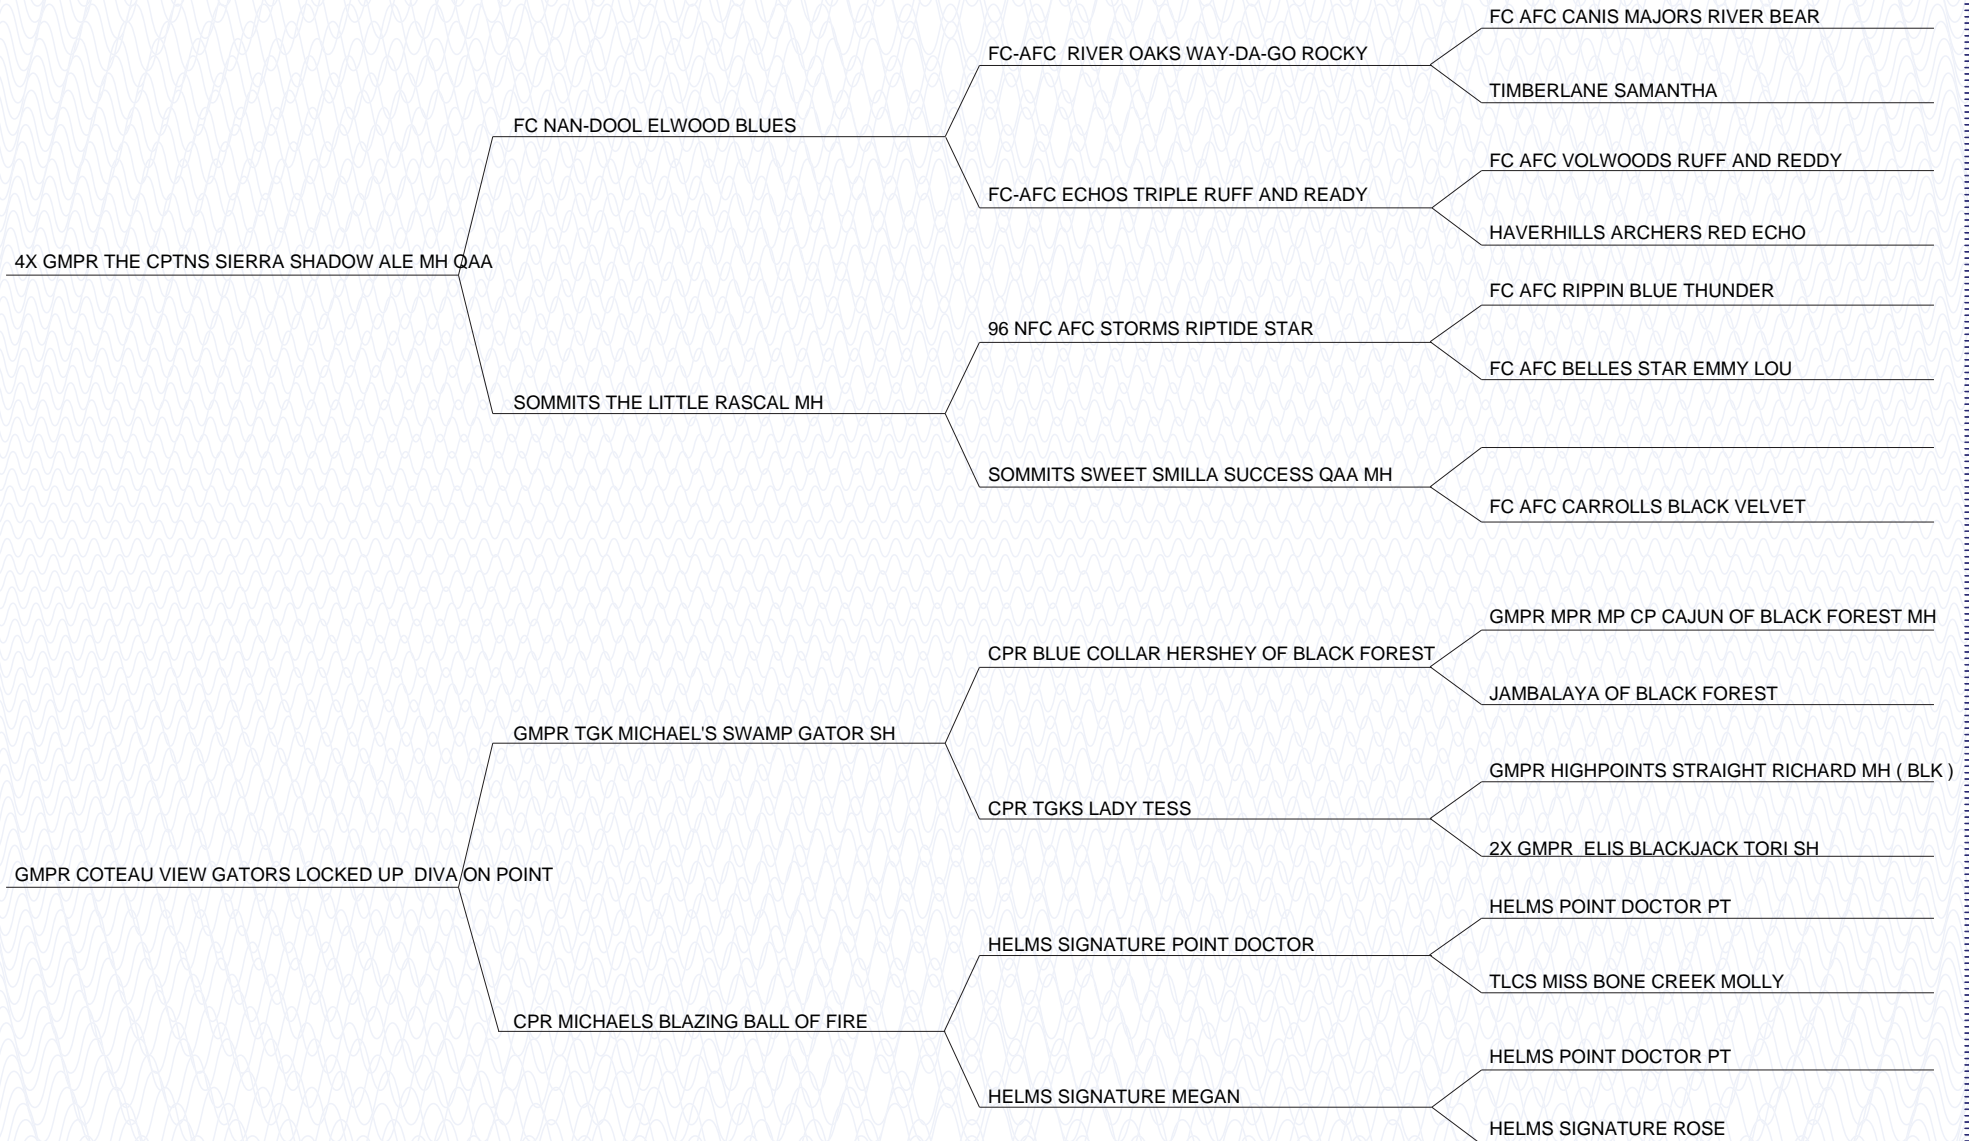 FC AFC CANIS MAJORS RIVER BEAR
FC-AFC  RIVER OAKS WAY-DA-GO ROCKY
TIMBERLANE SAMANTHA
FC NAN-DOOL ELWOOD BLUES
FC AFC VOLWOODS RUFF AND REDDY
FC-AFC ECHOS TRIPLE RUFF AND READY
HAVERHILLS ARCHERS RED ECHO
4X GMPR THE CPTNS SIERRA SHADOW ALE MH QAA
FC AFC RIPPIN BLUE THUNDER
96 NFC AFC STORMS RIPTIDE STAR
FC AFC BELLES STAR EMMY LOU
SOMMITS THE LITTLE RASCAL MH
SOMMITS SWEET SMILLA SUCCESS QAA MH
FC AFC CARROLLS BLACK VELVET
GMPR MPR MP CP CAJUN OF BLACK FOREST MH
CPR BLUE COLLAR HERSHEY OF BLACK FOREST
JAMBALAYA OF BLACK FOREST
GMPR TGK MICHAEL'S SWAMP GATOR SH
GMPR HIGHPOINTS STRAIGHT RICHARD MH ( BLK )
CPR TGKS LADY TESS
2X GMPR  ELIS BLACKJACK TORI SH
GMPR COTEAU VIEW GATORS LOCKED UP  DIVA ON POINT
HELMS POINT DOCTOR PT
HELMS SIGNATURE POINT DOCTOR
TLCS MISS BONE CREEK MOLLY
CPR MICHAELS BLAZING BALL OF FIRE
HELMS POINT DOCTOR PT
HELMS SIGNATURE MEGAN
HELMS SIGNATURE ROSE